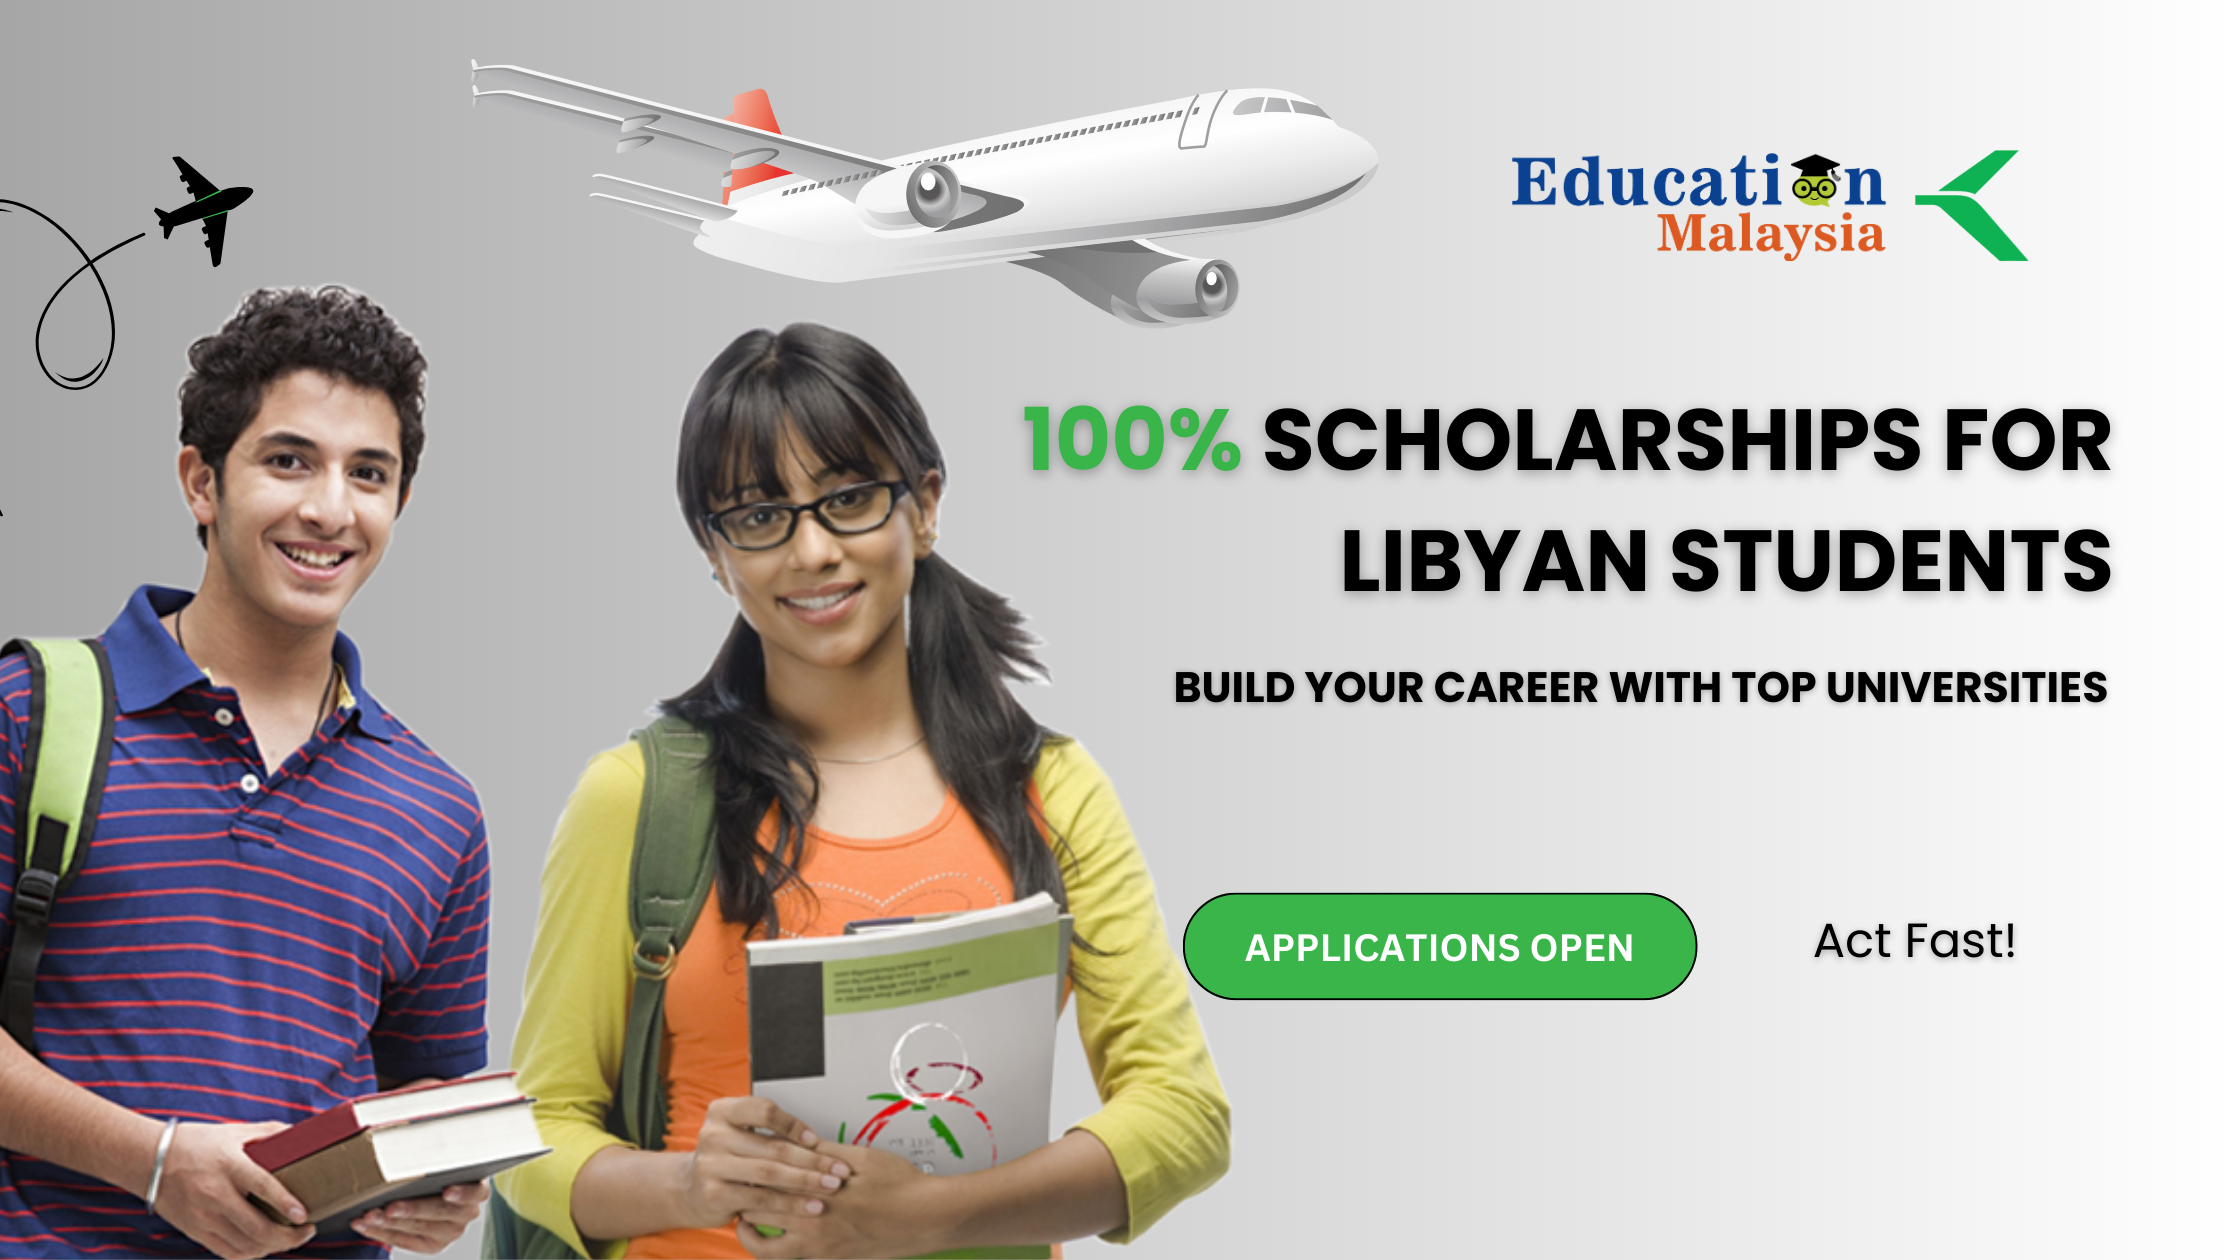 Education
Malaysia
100% SCHOLARSHIPS FOR
LIBYAN STUDENTS
BUILD YOUR CAREER WITH TOP UNIVERSITIES
APPLICATIONS OPEN
Act Fast!